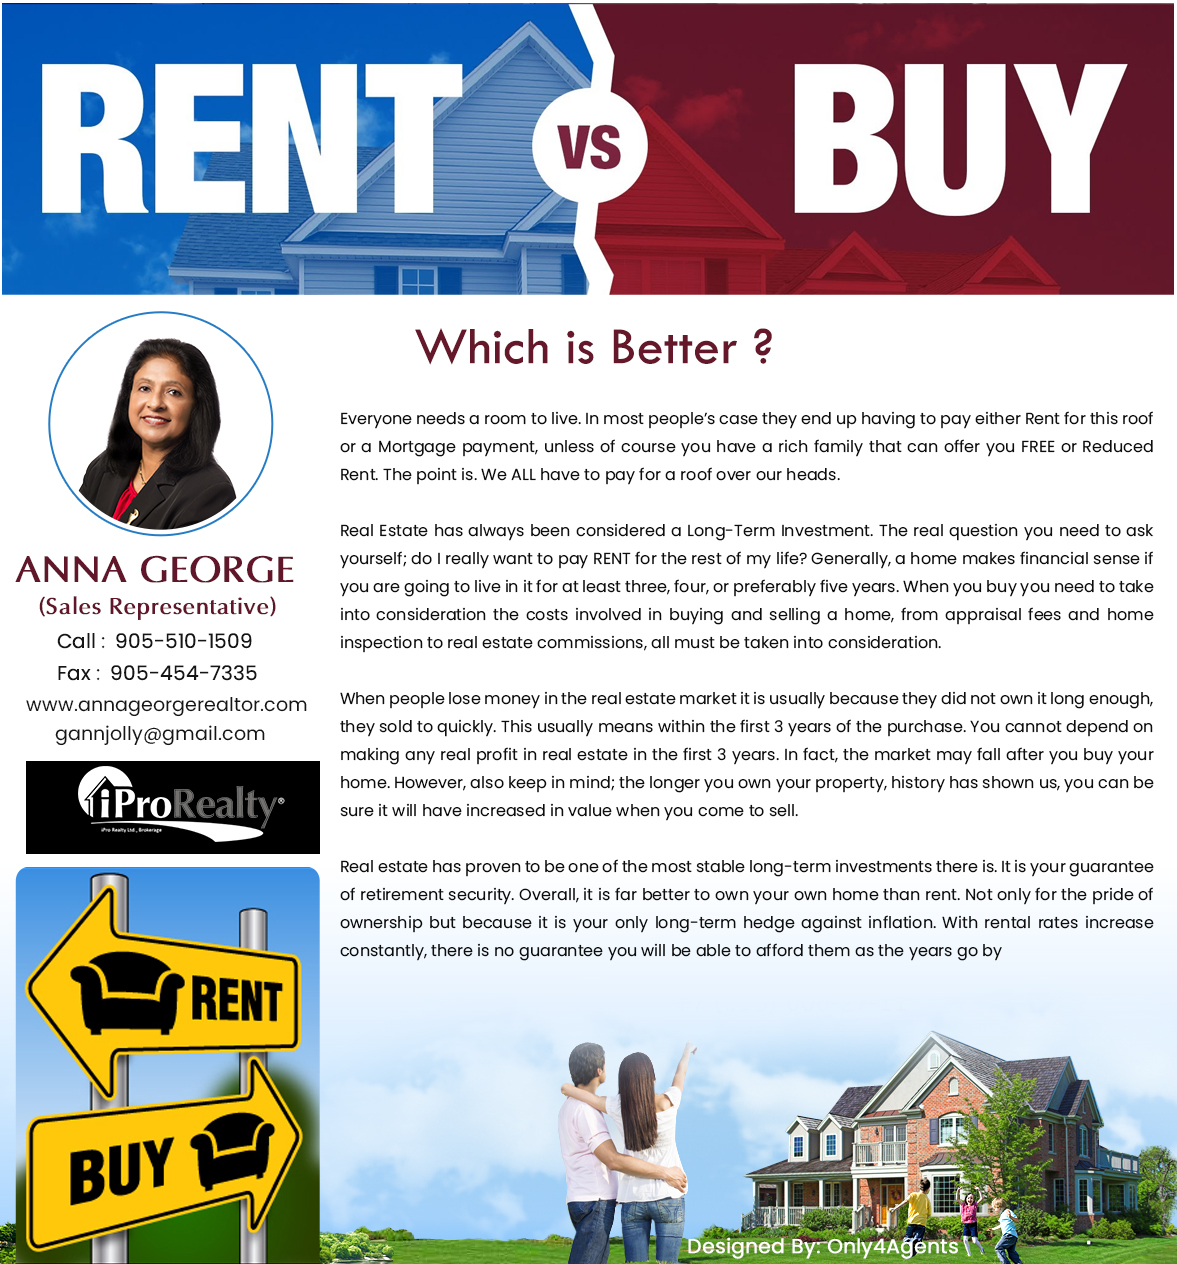 RENT VS BUY
Which is Better ?
ANNA GEORGE
(Sales Representative)
Call : 905-510-1509
Fax : 905-454-7335
www.annageorgerealtor.com
gannjolly@gmail.com
iProRealty®
iPro Realty Ltd., Brokerage
RENT
BUY
Everyone needs a room to live. In most people’s case they end up having to pay either Rent for this roof
or a Mortgage payment, unless of course you have a rich family that can offer you FREE or Reduced
Rent. The point is. We ALL have to pay for a roof over our heads.
Real Estate has always been considered a Long-Term Investment. The real question you need to ask
yourself; do I really want to pay RENT for the rest of my life? Generally, a home makes financial sense if
you are going to live in it for at least three, four, or preferably five years. When you buy you need to take
into consideration the costs involved in buying and selling a home, from appraisal fees and home
inspection to real estate commissions, all must be taken into consideration.
When people lose money in the real estate market it is usually because they did not own it long enough,
they sold to quickly. This usually means within the first 3 years of the purchase. You cannot depend on
making any real profit in real estate in the first 3 years. In fact, the market may fall after you buy your
home. However, also keep in mind; the longer you own your property, history has shown us, you can be
sure it will have increased in value when you come to sell.
Real estate has proven to be one of the most stable long-term investments there is. It is your guarantee
of retirement security. Overall, it is far better to own your own home than rent. Not only for the pride of
ownership but because it is your only long-term hedge against inflation. With rental rates increase
constantly, there is no guarantee you will be able to afford them as the years go by
Designed By: Only4Agents